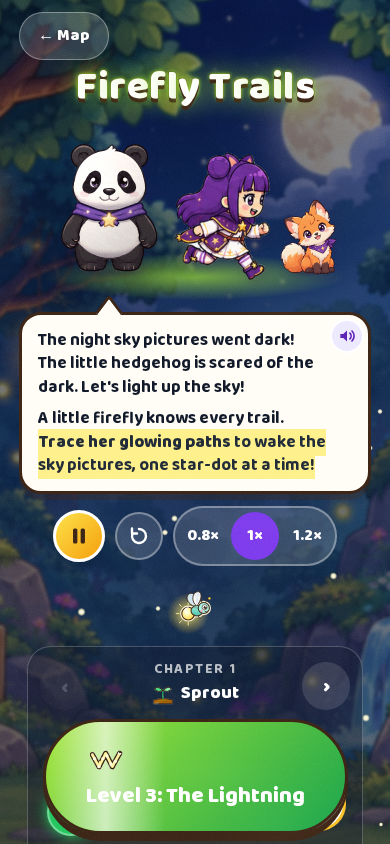 ← Map
Firefly Trails
The night sky pictures went dark!
The little hedgehog is scared of the
dark. Let's light up the sky!
A little firefly knows every trail.
Trace her glowing paths to wake the
sky pictures, one star-dot at a time!
0.8× 1× 1.2×
CHAPTER 1
‹ Sprout ›
Level 3: The Lightning